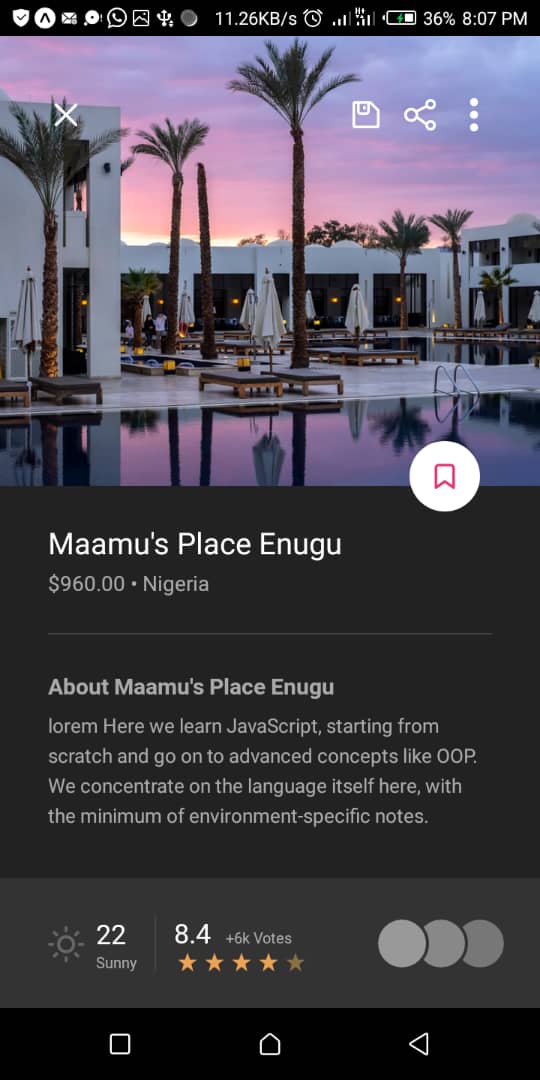 11.26KB/s 36% 8:07 PM
Maamu's Place Enugu
$960.00 • Nigeria
About Maamu's Place Enugu
lorem Here we learn JavaScript, starting from
scratch and go on to advanced concepts like OOP.
We concentrate on the language itself here, with
the minimum of environment-specific notes.
22
Sunny
8.4 +6k Votes